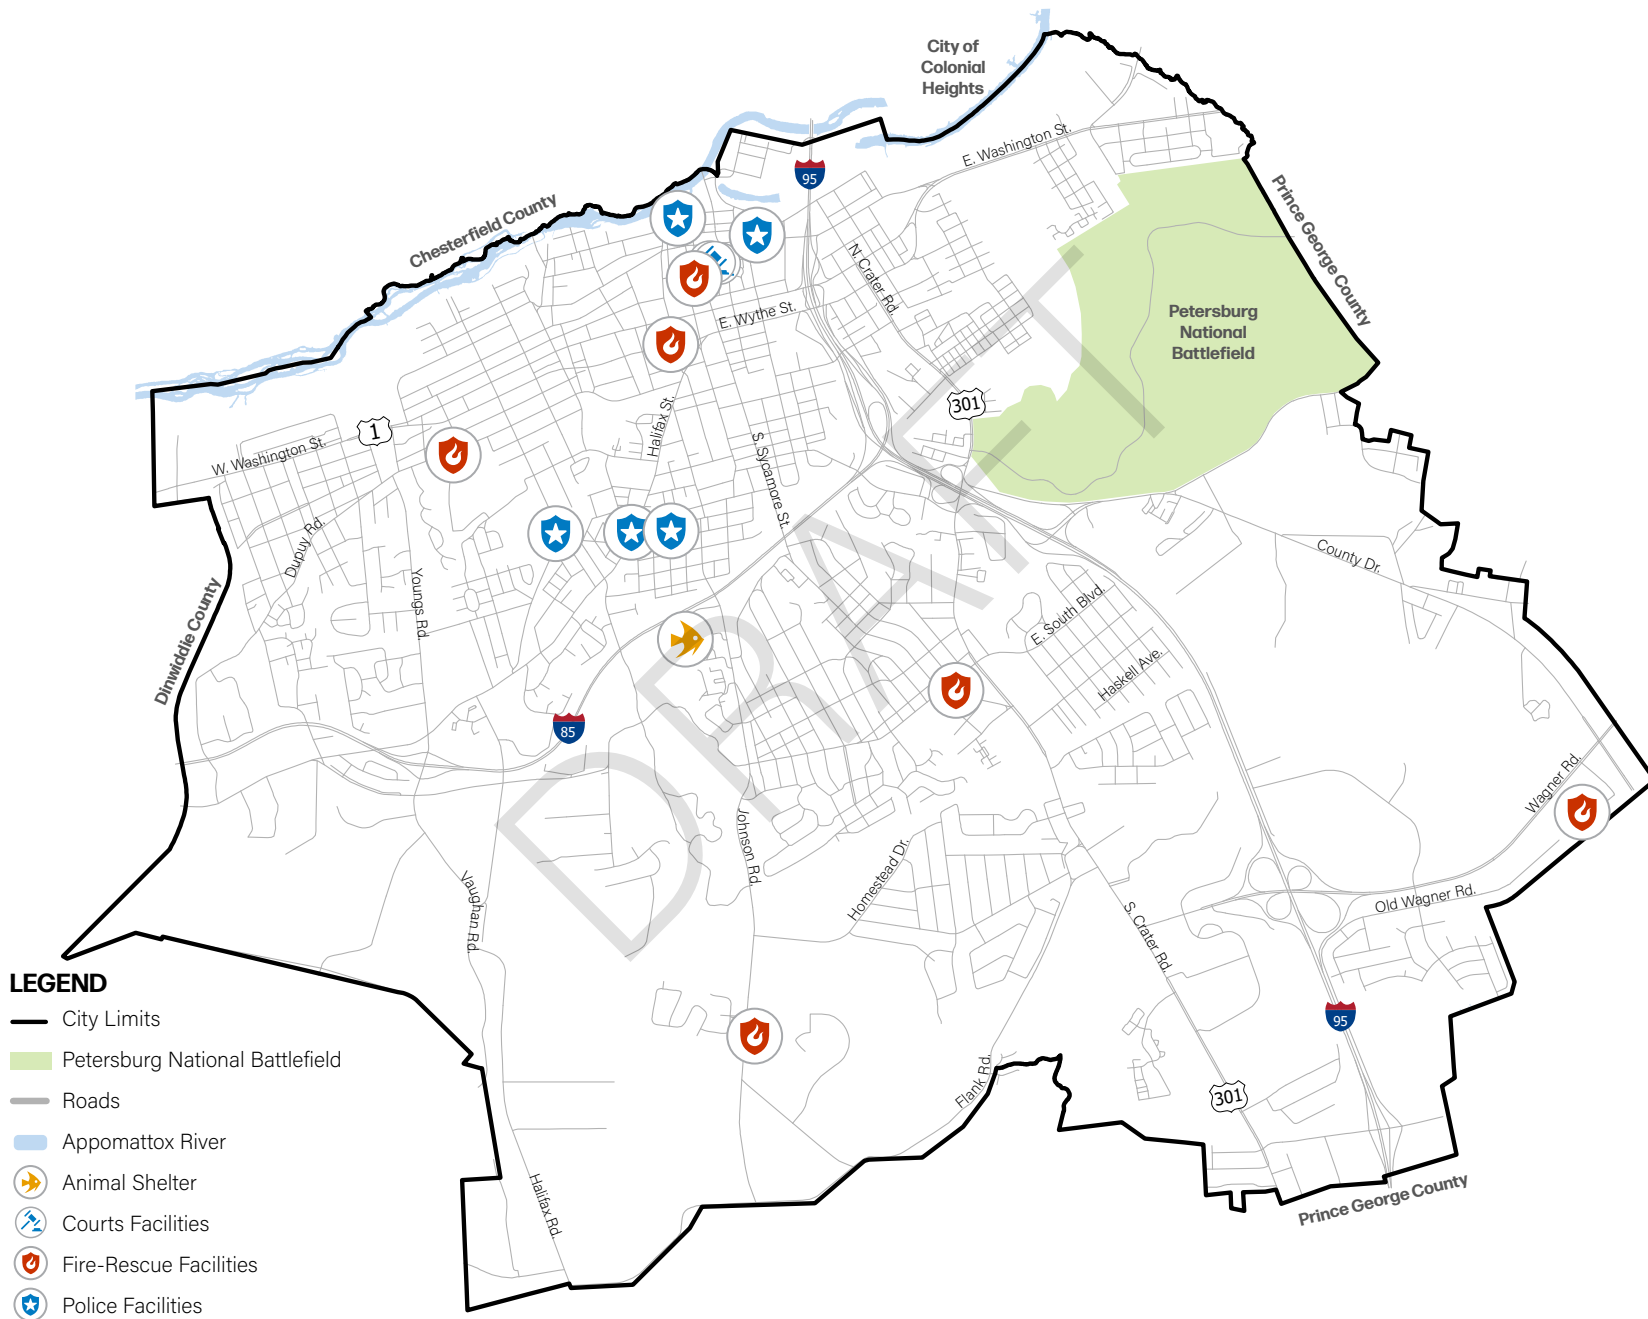 City of
Colonial
Heights
E. Washington St.
95
Chesterfield County
Prince George County
N. Crater Rd.
E. Wythe St.
Petersburg
National
Battlefield
301
Halifax St.
1
W. Washington St.
S. Sycamore St.
Dupuy Rd.
County Dr.
Youngs Rd.
E. South Blvd.
Dinwiddie County
Haskell Ave.
85
DRAFT
Wagner Rd.
Johnson Rd.
Homestead Dr.
Vaughan Rd.
Old Wagner Rd.
S. Crater Rd.
95
Flank Rd.
301
Halifax Rd.
Prince George County
LEGEND
City Limits
Petersburg National Battlefield
Roads
Appomattox River
Animal Shelter
Courts Facilities
Fire-Rescue Facilities
Police Facilities